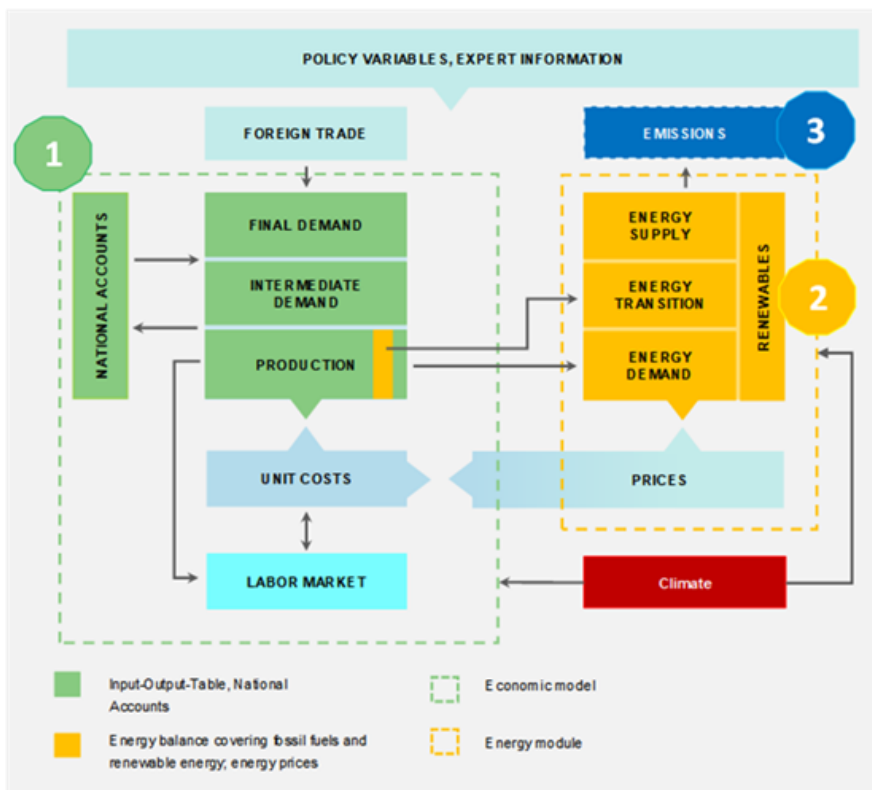 POLICY VARIABLES, EXPERT INFORMATION
FOREIGN TRADE
EMISSIONS
3
1
NATIONAL ACCOUNTS
FINAL DEMAND
INTERMEDIATE
DEMAND
PRODUCTION
ENERGY
SUPPLY
ENERGY
TRANSITION
ENERGY
DEMAND
RENEWABLES
2
UNIT COSTS
PRICES
LABOR MARKET
Climate
Input-Output-Table, National
Accounts
Economic model
Energy balance covering fossil fuels and
renewable energy; energy prices
Energy module